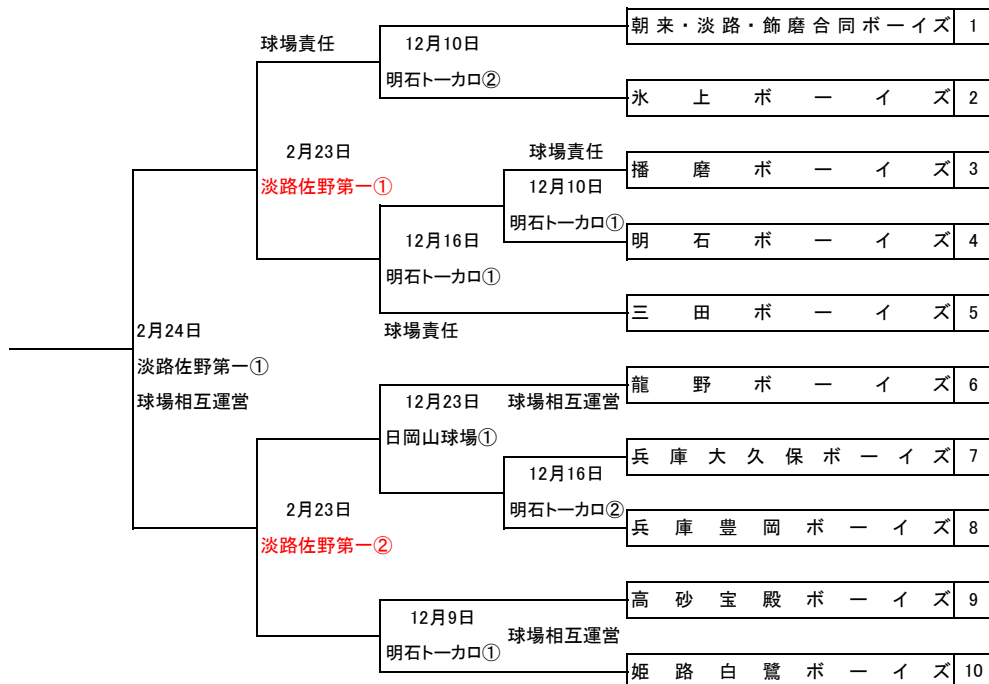 朝来・淡路・飾磨合同ボーイズ 1
球場責任
12月10日
明石トーカロ②
氷上ボーイズ 2
2月23日
淡路佐野第一①
球場責任
播磨ボーイズ 3
12月10日
明石トーカロ①
明石ボーイズ 4
12月16日
明石トーカロ①
三田ボーイズ 5
球場責任
2月24日
淡路佐野第一①
球場相互運営
龍野ボーイズ 6
12月23日
球場相互運営
日岡山球場①
兵庫大久保ボーイズ 7
12月16日
明石トーカロ②
兵庫豊岡ボーイズ 8
2月23日
淡路佐野第一②
高砂宝殿ボーイズ 9
12月9日
球場相互運営
明石トーカロ①
姫路白鷺ボーイズ 10